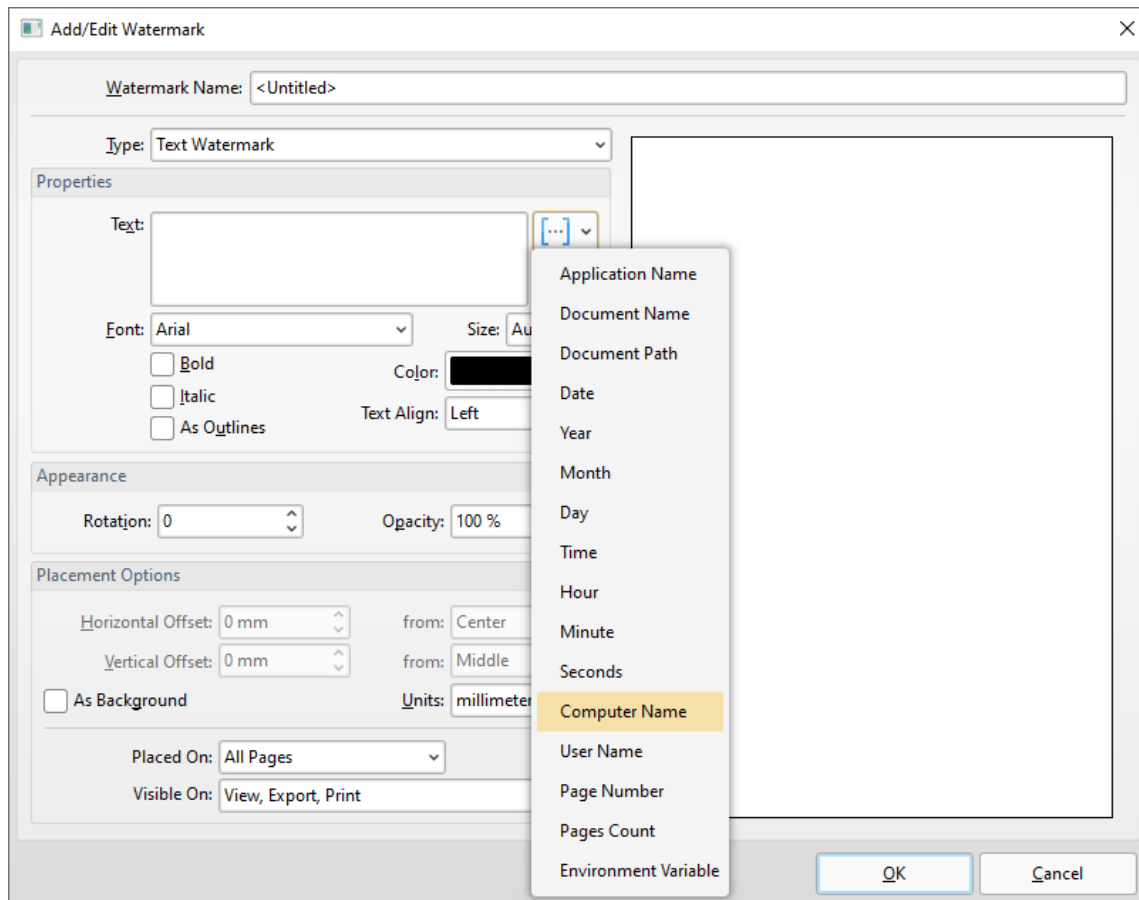 Add/Edit Watermark
Watermark Name: <Untitled>
Type: Text Watermark
Properties
Text:
Application Name
Document Name
Document Path
Date
Year
Month
Day
Time
Hour
Minute
Seconds
Computer Name
User Name
Page Number
Pages Count
Environment Variable
Font: Arial
Size: Au
Bold
Italic
As Outlines
Color:
Text Align: Left
Appearance
Rotation: 0
Opacity: 100 %
Placement Options
Horizontal Offset: 0 mm from: Center
Vertical Offset: 0 mm from: Middle
As Background
Units: millimeter
Placed On: All Pages
Visible On: View, Export, Print
OK
Cancel